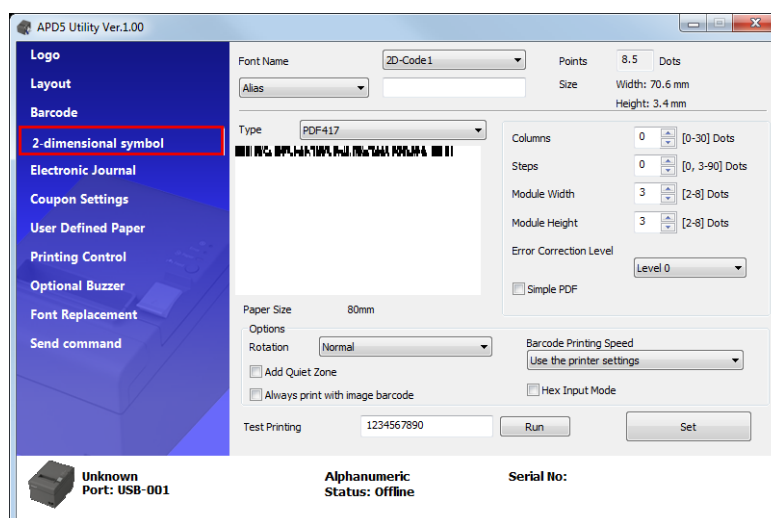 APD5 Utility Ver.1.00
Logo
Layout
Barcode
2-dimensional symbol
Electronic Journal
Coupon Settings
User Defined Paper
Printing Control
Optional Buzzer
Font Replacement
Send command
Font Name 2D-Code1 Points 8.5 Dots
Alias Size Width: 70.6 mm
Height: 3.4 mm
Type PDF417
Columns 0 [0-30] Dots
Steps 0 [0, 3-90] Dots
Module Width 3 [2-8] Dots
Module Height 3 [2-8] Dots
Error Correction Level
Level 0
Simple PDF
Paper Size 80mm
Options
Rotation Normal
Barcode Printing Speed
Use the printer settings
Add Quiet Zone
Always print with image barcode
Hex Input Mode
Test Printing 1234567890 Run Set
Unknown Alphanumeric Serial No:
Port: USB-001 Status: Offline